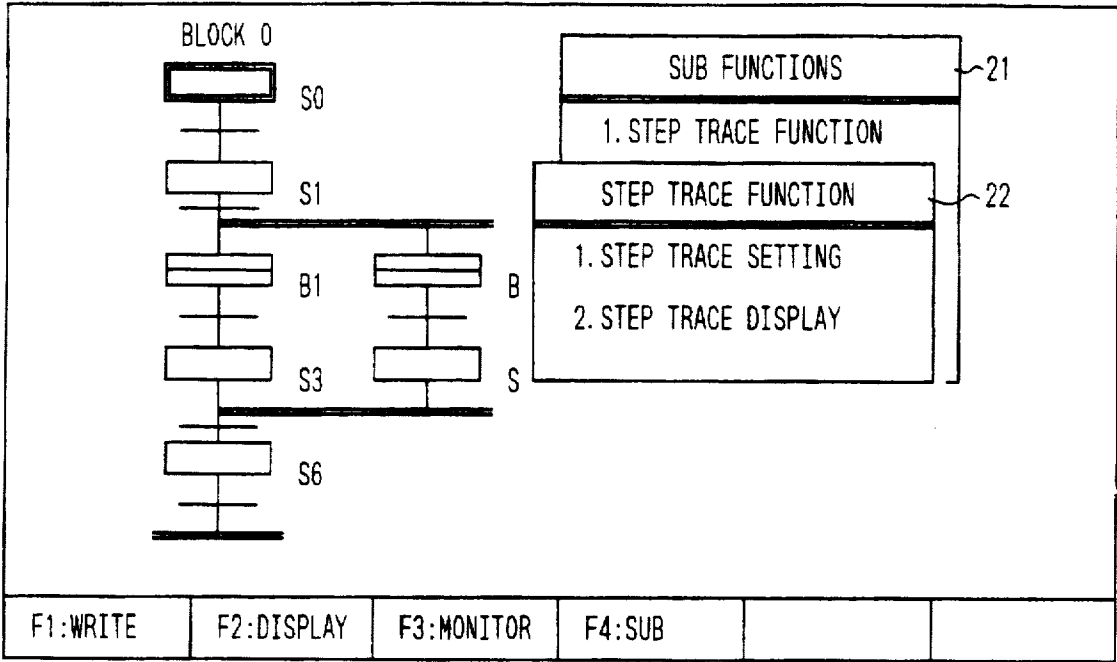 BLOCK 0
S0
S1
B1
B
S3
S
S6
SUB FUNCTIONS
21
1. STEP TRACE FUNCTION
STEP TRACE FUNCTION
22
1. STEP TRACE SETTING
2. STEP TRACE DISPLAY
F1:WRITE
F2:DISPLAY
F3:MONITOR
F4:SUB